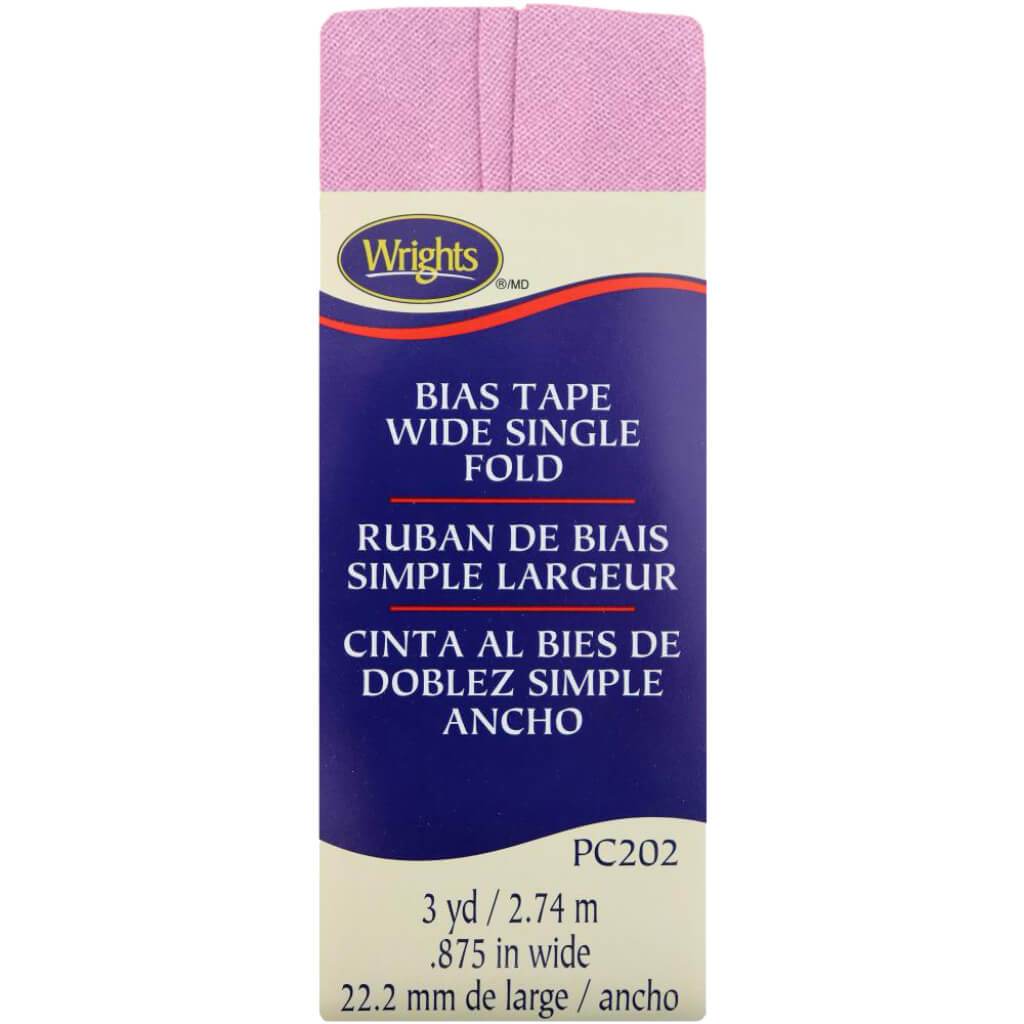 Wrights
®/MD
BIAS TAPE
WIDE SINGLE
FOLD
RUBAN DE BIAIS
SIMPLE LARGEUR
CINTA AL BIES DE
DOBLEZ SIMPLE
ANCHO
PC202
3 yd / 2.74 m
.875 in wide
22.2 mm de large / ancho